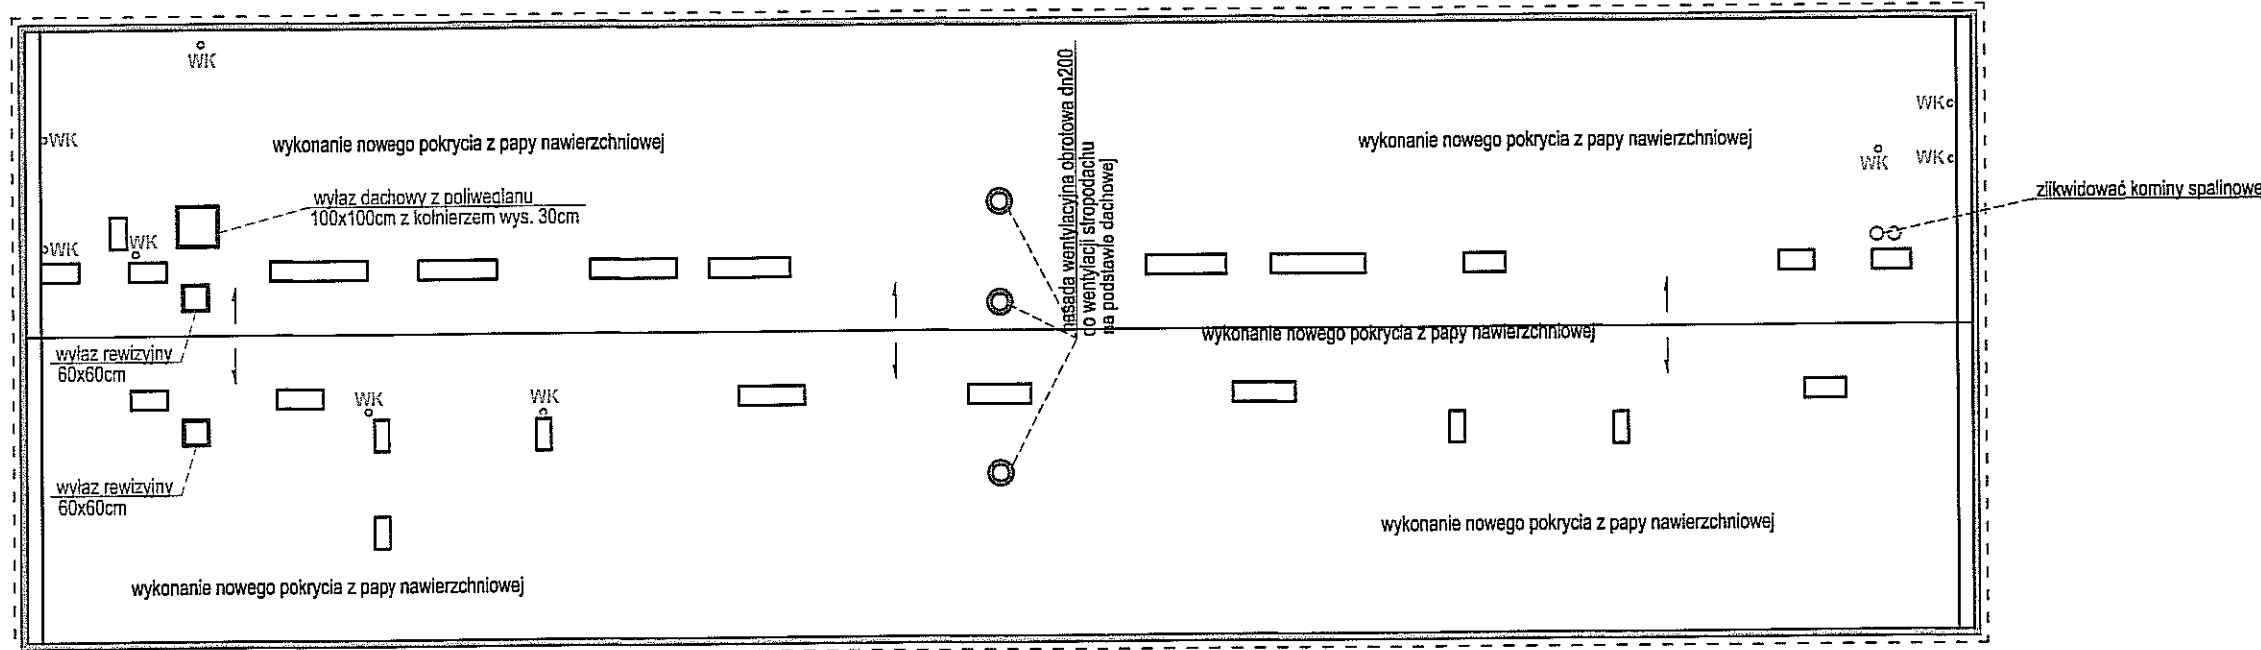 WK
WK
wykonanie nowego pokrycia z papy nawierzchniowej
wyłaz dachowy z poliwęglanu
100x100cm z kołnierzem wys. 30cm
WK
WK
nasada wentylacyjna obrotowa dn200
do wentylacji stropodachu
na podstawie dachowej
wykonanie nowego pokrycia z papy nawierzchniowej
WK
WK
WK
zlikwidować kominy spalinowe
wykonanie nowego pokrycia z papy nawierzchniowej
wyłaz rewizyjny
60x60cm
WK
WK
wyłaz rewizyjny
60x60cm
wykonanie nowego pokrycia z papy nawierzchniowej
wykonanie nowego pokrycia z papy nawierzchniowej